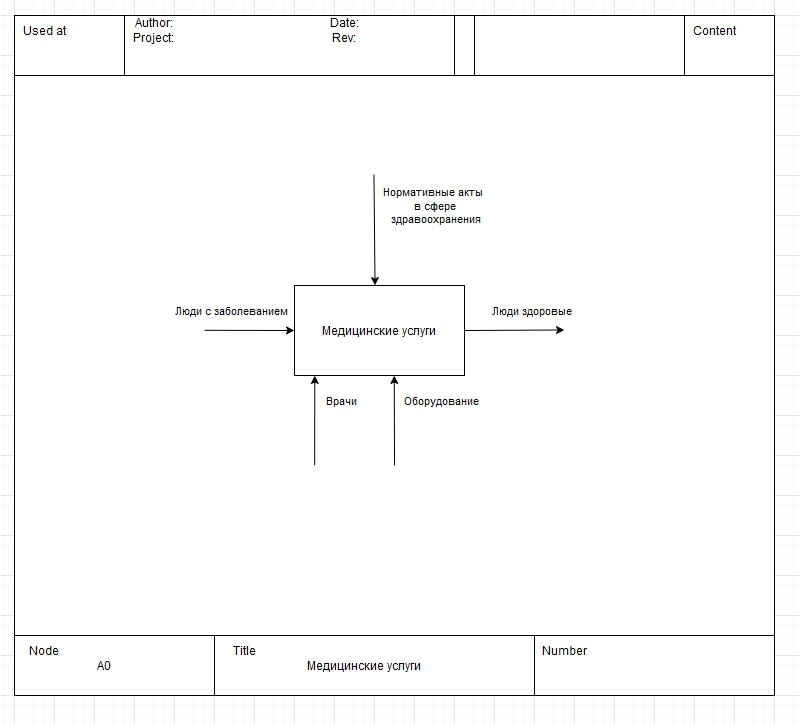 Used at
Author:
Date:
Project:
Rev:
Content
Нормативные акты
в сфере
здравоохранения
Люди с заболеванием
Медицинские услуги
Люди здоровые
Врачи
Оборудование
Node
A0
Title
Медицинские услуги
Number